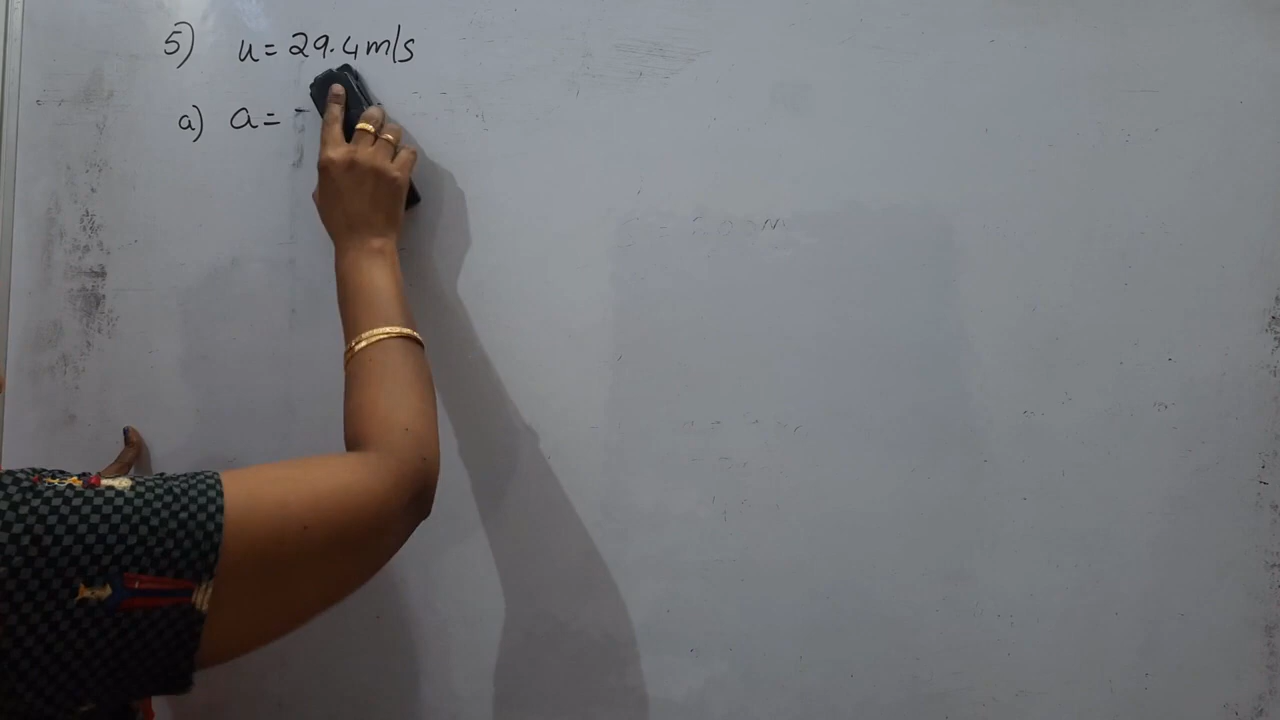 5) u = 29.4 m/s
a) a = -